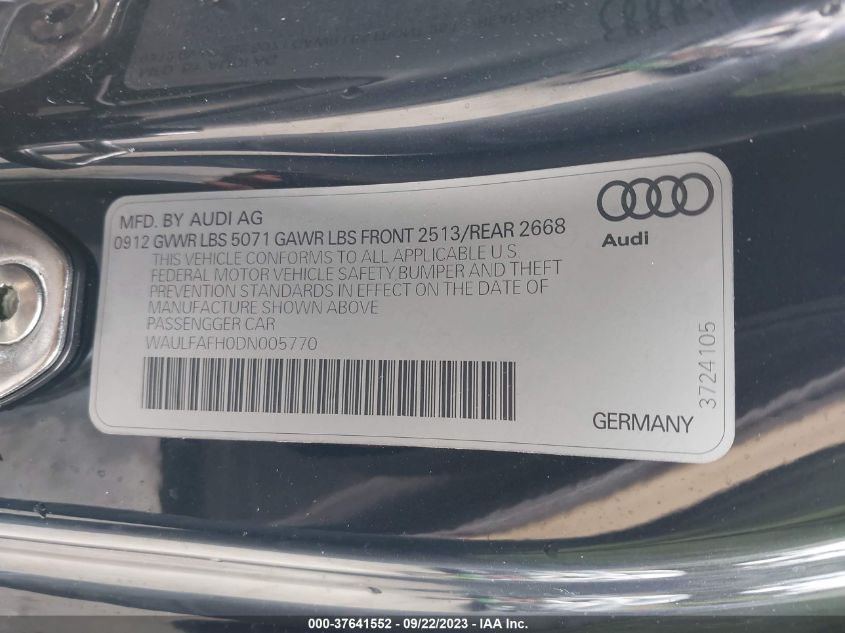 MFD. BY AUDI AG
0912 GVWR LBS 5071 GAWR LBS FRONT 2513/REAR 2668
THIS VEHICLE CONFORMS TO ALL APPLICABLE U S
FEDERAL MOTOR VEHICLE SAFETY BUMPER AND THEFT
PREVENTION STANDARDS IN EFFECT ON THE DATE OF
MANUFACTURE SHOWN ABOVE
PASSENGGER CAR
WAULFAFH0DN005770
Audi
3724105
GERMANY
000-37641552 - 09/22/2023 - IAA Inc.